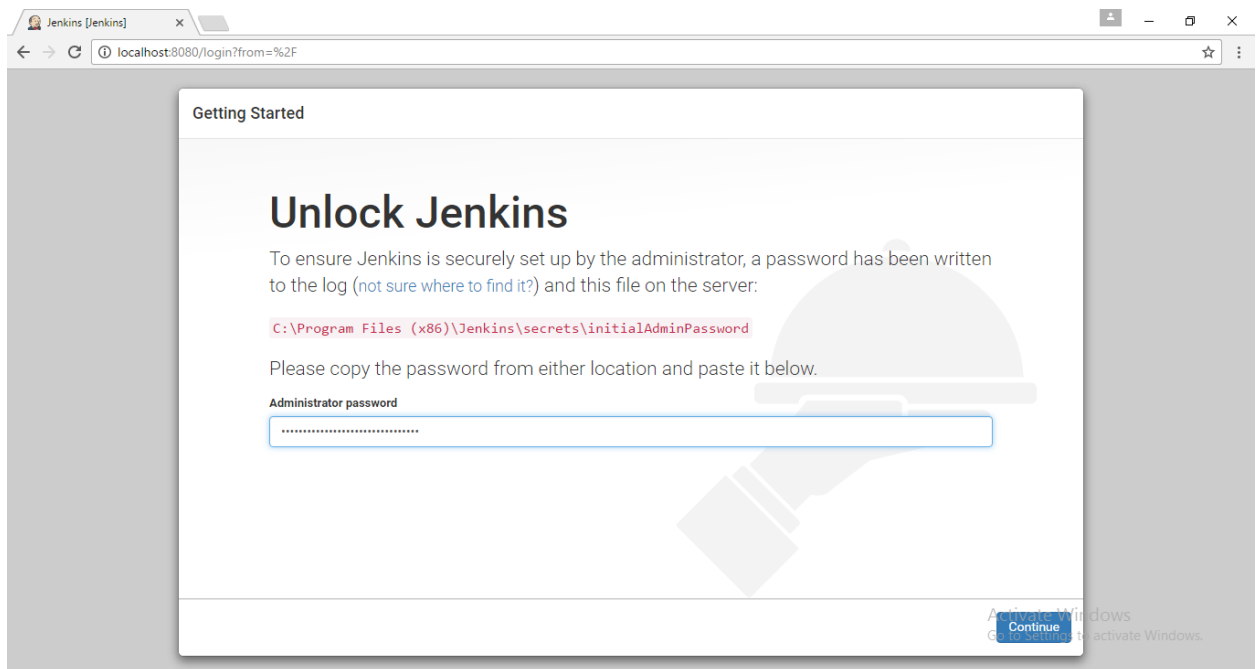 Jenkins [Jenkins]
localhost:8080/login?from=%2F
Getting Started
Unlock Jenkins
To ensure Jenkins is securely set up by the administrator, a password has been written
to the log (not sure where to find it?) and this file on the server:
C:\Program Files (x86)\Jenkins\secrets\initialAdminPassword
Please copy the password from either location and paste it below.
Administrator password
••••••••••••••••••••••••••••••••
Activate Windows
Continue
Go to Settings to activate Windows.